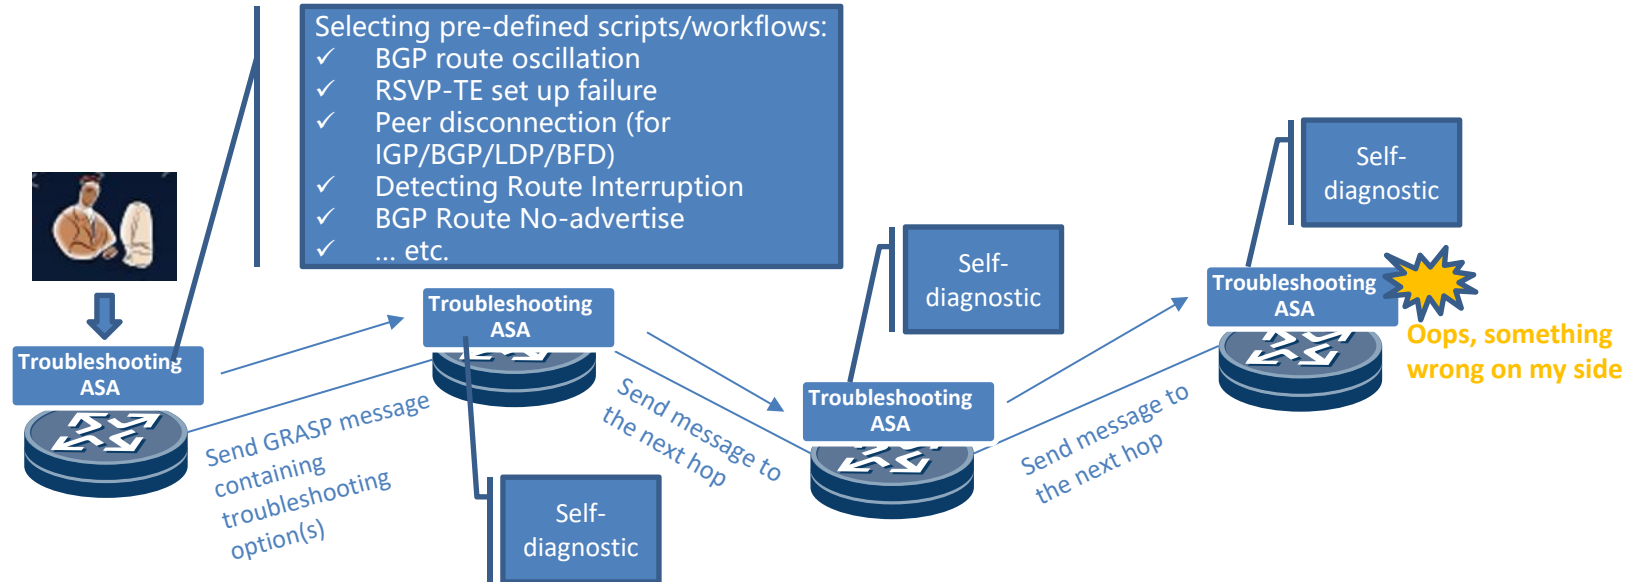 Selecting pre-defined scripts/workflows:
✓ BGP route oscillation
✓ RSVP-TE set up failure
✓ Peer disconnection (for
IGP/BGP/LDP/BFD)
✓ Detecting Route Interruption
✓ BGP Route No-advertise
✓ ... etc.
Troubleshooting
ASA
Send GRASP message
containing
troubleshooting
option(s)
Troubleshooting
ASA
Self-
diagnostic
Send message to
the next hop
Troubleshooting
ASA
Self-
diagnostic
Send message to
the next hop
Troubleshooting
ASA
Self-
diagnostic
Oops, something
wrong on my side